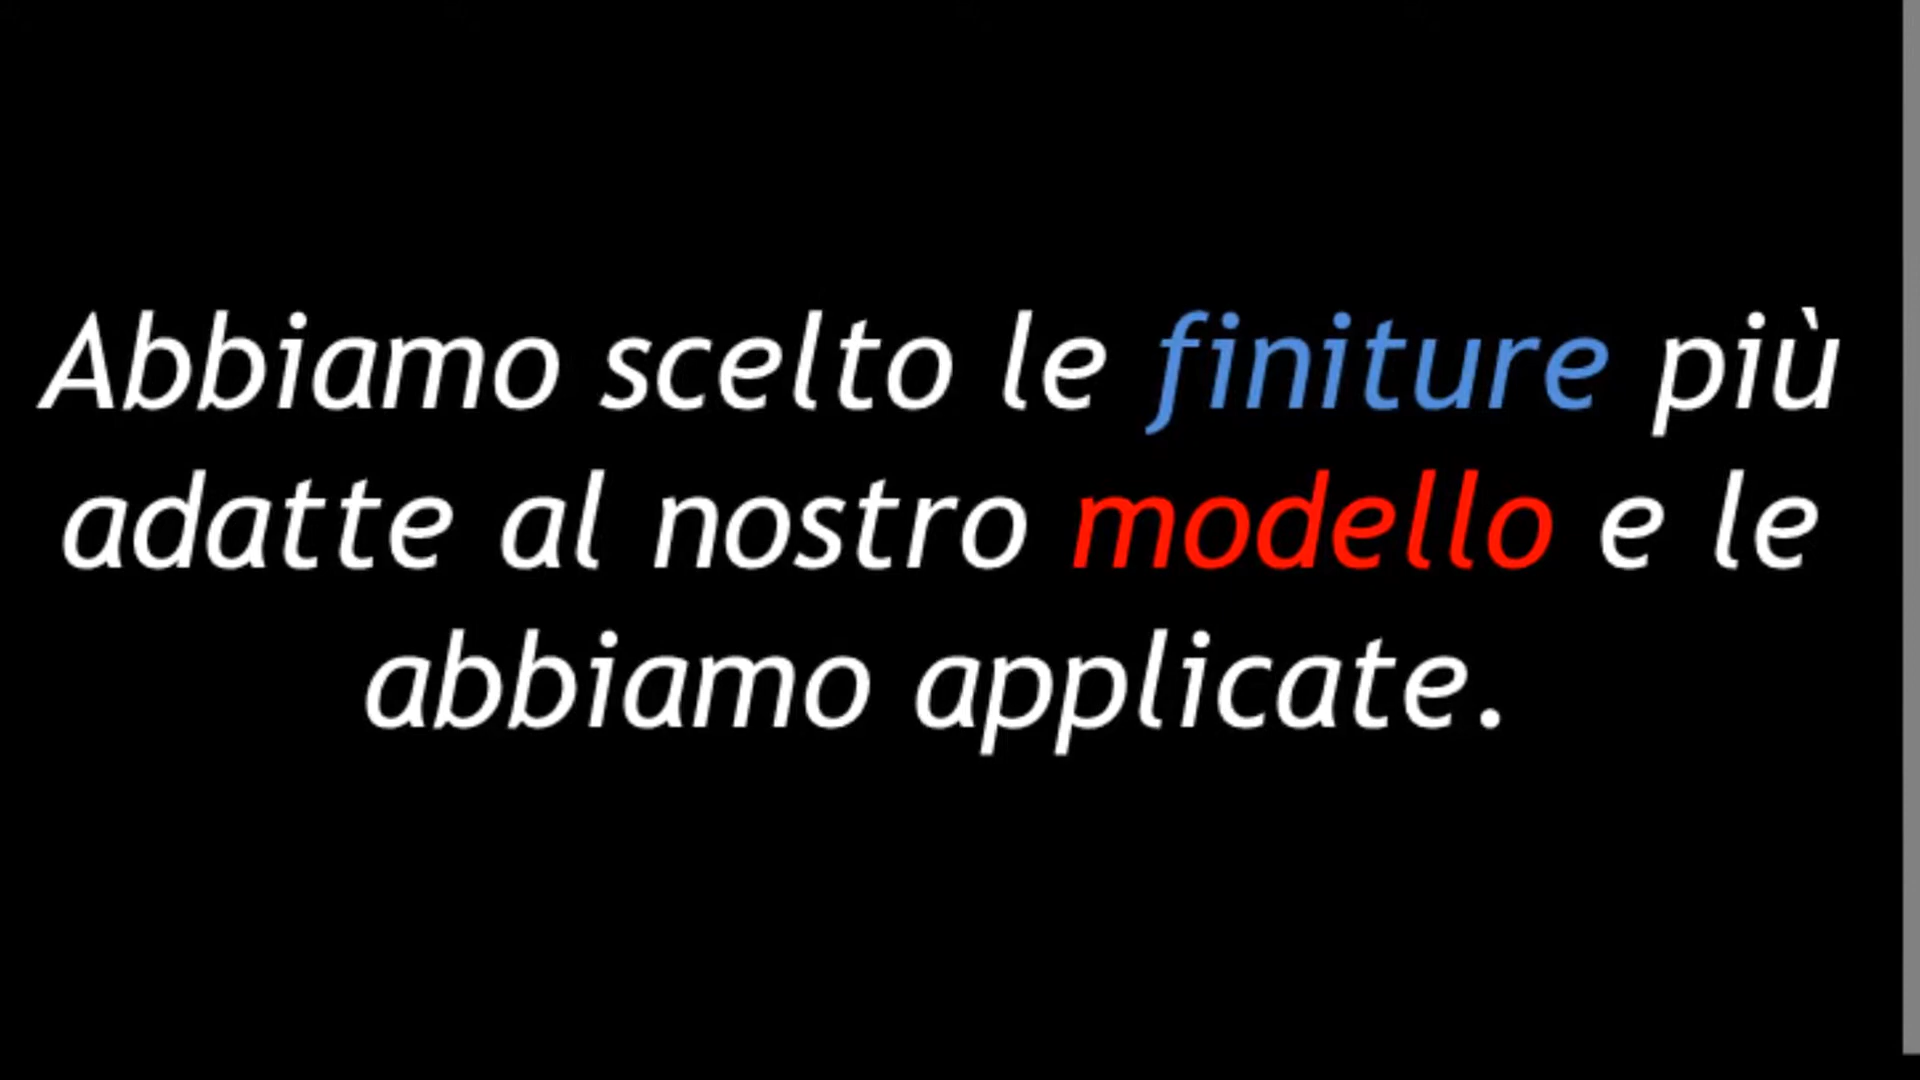 Abbiamo scelto le finiture più
adatte al nostro modello e le
abbiamo applicate.